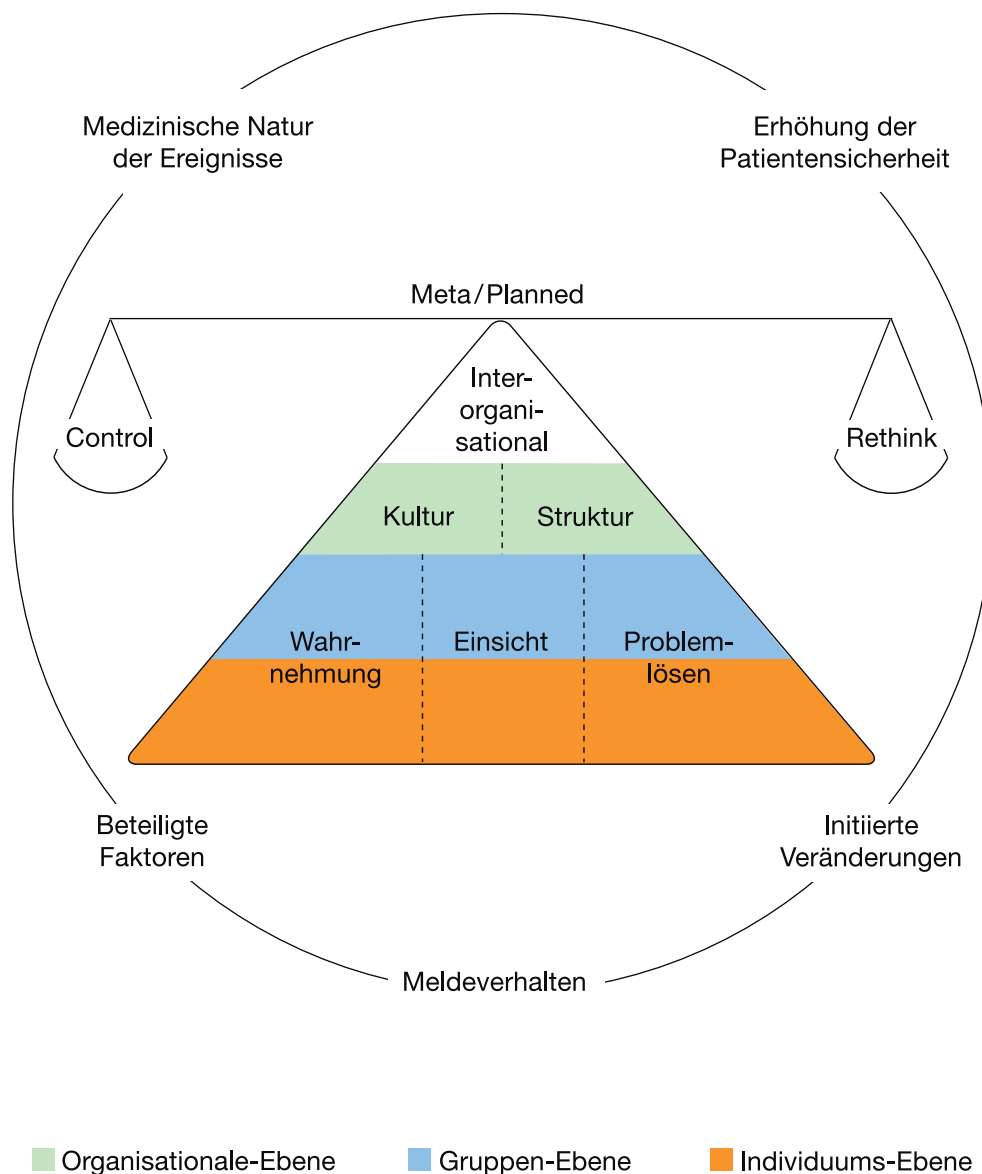 Medizinische Natur
der Ereignisse
Erhöhung der
Patientensicherheit
Meta/Planned
Inter-
organi-
sational
Control
Rethink
Kultur
Struktur
Wahr-
nehmung
Einsicht
Problem-
lösen
Beteiligte
Faktoren
Initiierte
Veränderungen
Meldeverhalten
Organisationale-Ebene
Gruppen-Ebene
Individuums-Ebene